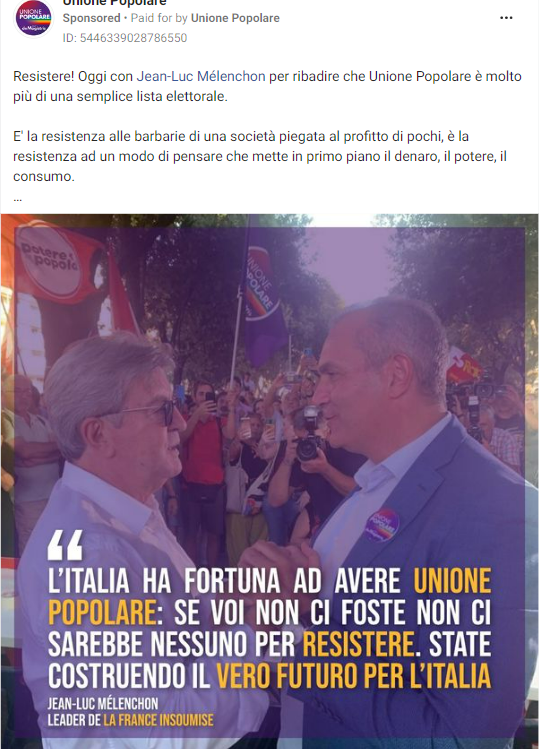 Unione Popolare
Sponsored • Paid for by Unione Popolare
ID: 5446339028786550
Resistere! Oggi con Jean-Luc Mélenchon per ribadire che Unione Popolare è molto
più di una semplice lista elettorale.
E' la resistenza alle barbarie di una società piegata al profitto di pochi, è la
resistenza ad un modo di pensare che mette in primo piano il denaro, il potere, il
consumo.
...
UNIONE
POPOLARE
Potere al
popolo
UNIONE
POPOLARE
UNIONE
POPOLARE
“
L'ITALIA HA FORTUNA AD AVERE UNIONE
POPOLARE: SE VOI NON CI FOSTE NON CI
SAREBBE NESSUNO PER RESISTERE. STATE
COSTRUENDO IL VERO FUTURO PER L'ITALIA
JEAN-LUC MÉLENCHON
LEADER DE LA FRANCE INSOUMISE